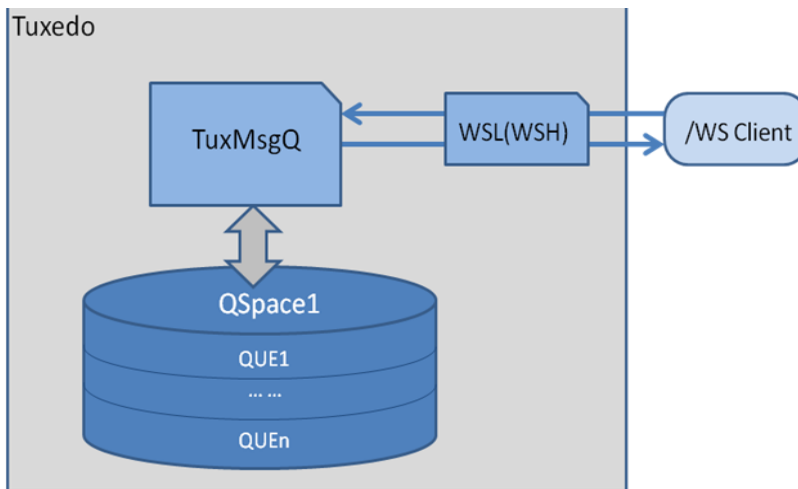 Tuxedo
TuxMsgQ
WSL(WSH)
/WS Client
QSpace1
QUE1
... ...
QUEn